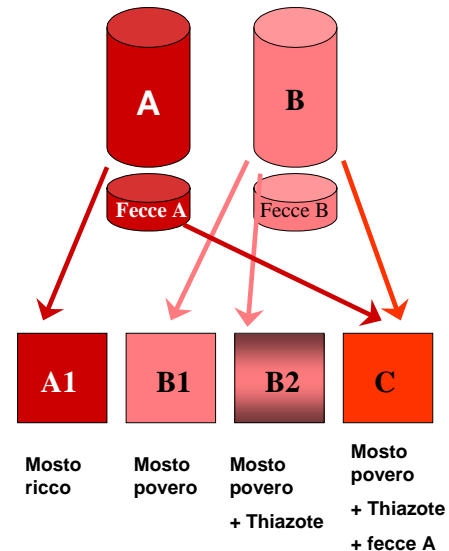 A
B
Fecce A
Fecce B
A1
B1
B2
C
Mosto
ricco
Mosto
povero
Mosto
povero
+ Thiazote
Mosto
povero
+ Thiazote
+ fecce A